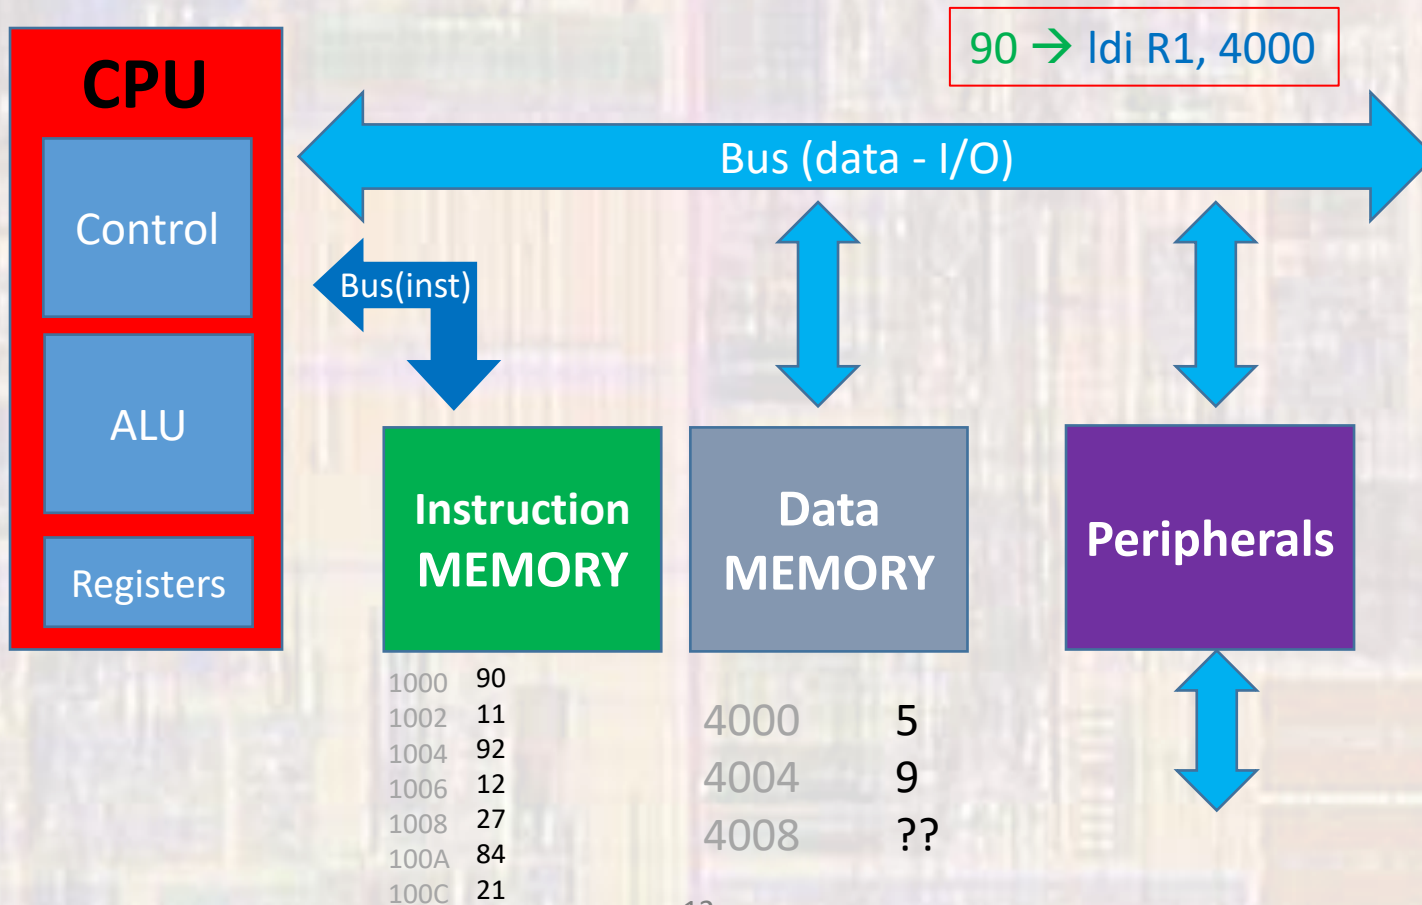 90 → ldi R1, 4000
CPU
Bus (data - I/O)
Control
Bus(inst)
ALU
Registers
Instruction
MEMORY
Data
MEMORY
Peripherals
1000 90
1002 11
1004 92
1006 12
1008 27
100A 84
100C 21
4000 5
4004 9
4008 ??